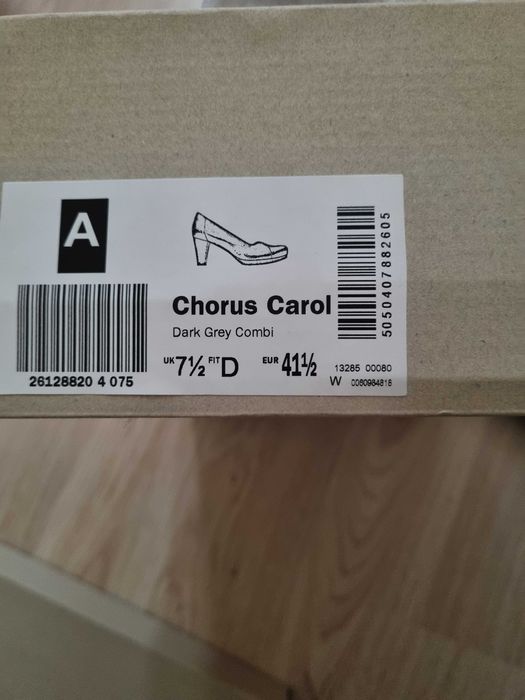 A
Chorus Carol
Dark Grey Combi
UK 7½ FIT D EUR 41½
26128820 4 075
5050407882605
13285 00080
W 0060984818